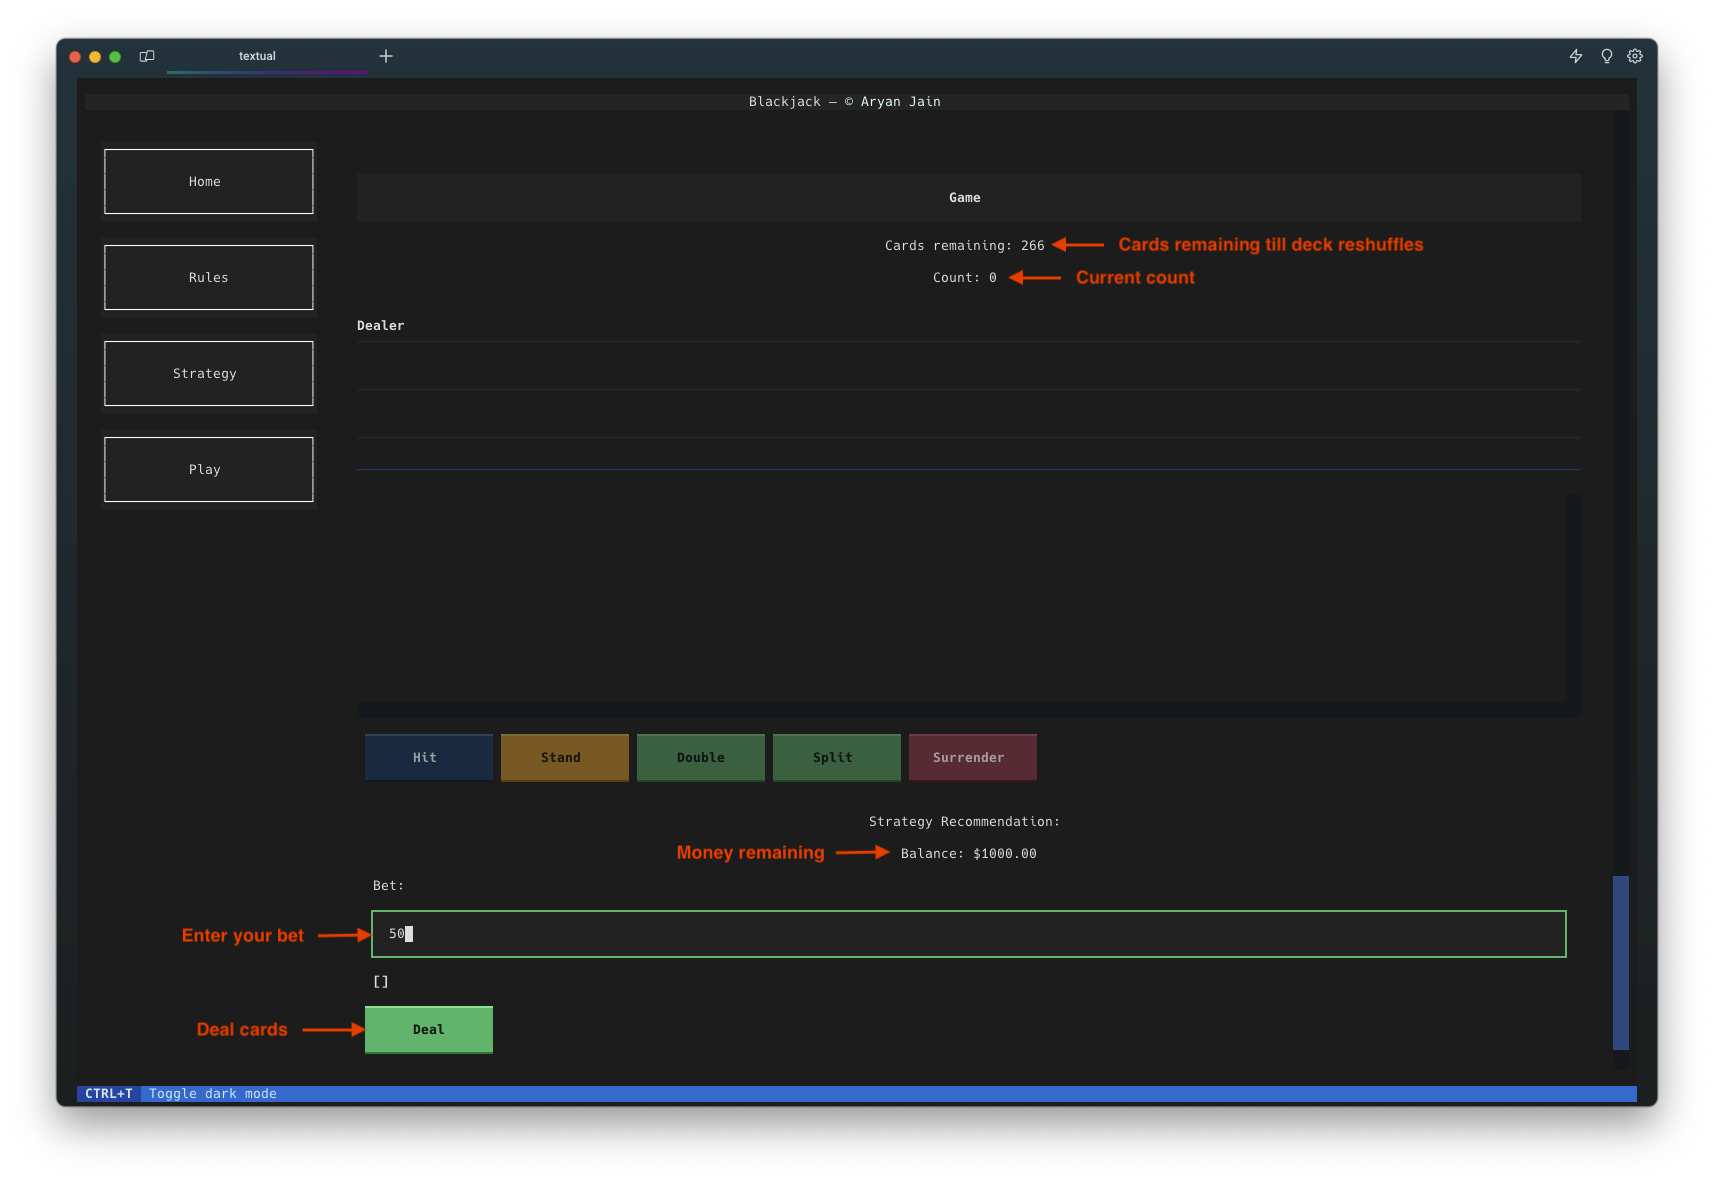 textual
Blackjack — © Aryan Jain
Home
Rules
Strategy
Play
Game
Cards remaining: 266
Cards remaining till deck reshuffles
Count: 0
Current count
Dealer
Hit
Stand
Double
Split
Surrender
Strategy Recommendation:
Money remaining
Balance: $1000.00
Bet:
Enter your bet
50
[]
Deal cards
Deal
CTRL+T Toggle dark mode